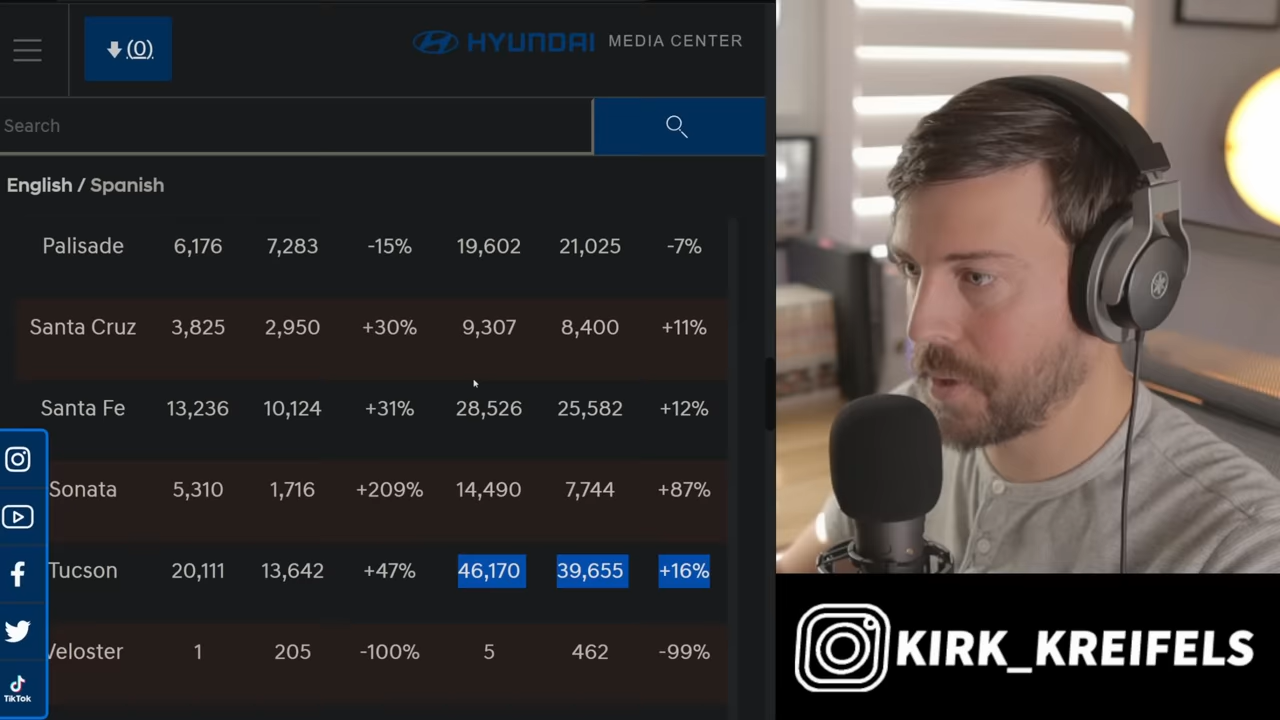 (0)
HYUNDAI MEDIA CENTER
Search
English / Spanish
Palisade 6,176 7,283 -15% 19,602 21,025 -7%
Santa Cruz 3,825 2,950 +30% 9,307 8,400 +11%
Santa Fe 13,236 10,124 +31% 28,526 25,582 +12%
Sonata 5,310 1,716 +209% 14,490 7,744 +87%
Tucson 20,111 13,642 +47% 46,170 39,655 +16%
Veloster 1 205 -100% 5 462 -99%
TikTok
KIRK_KREIFELS